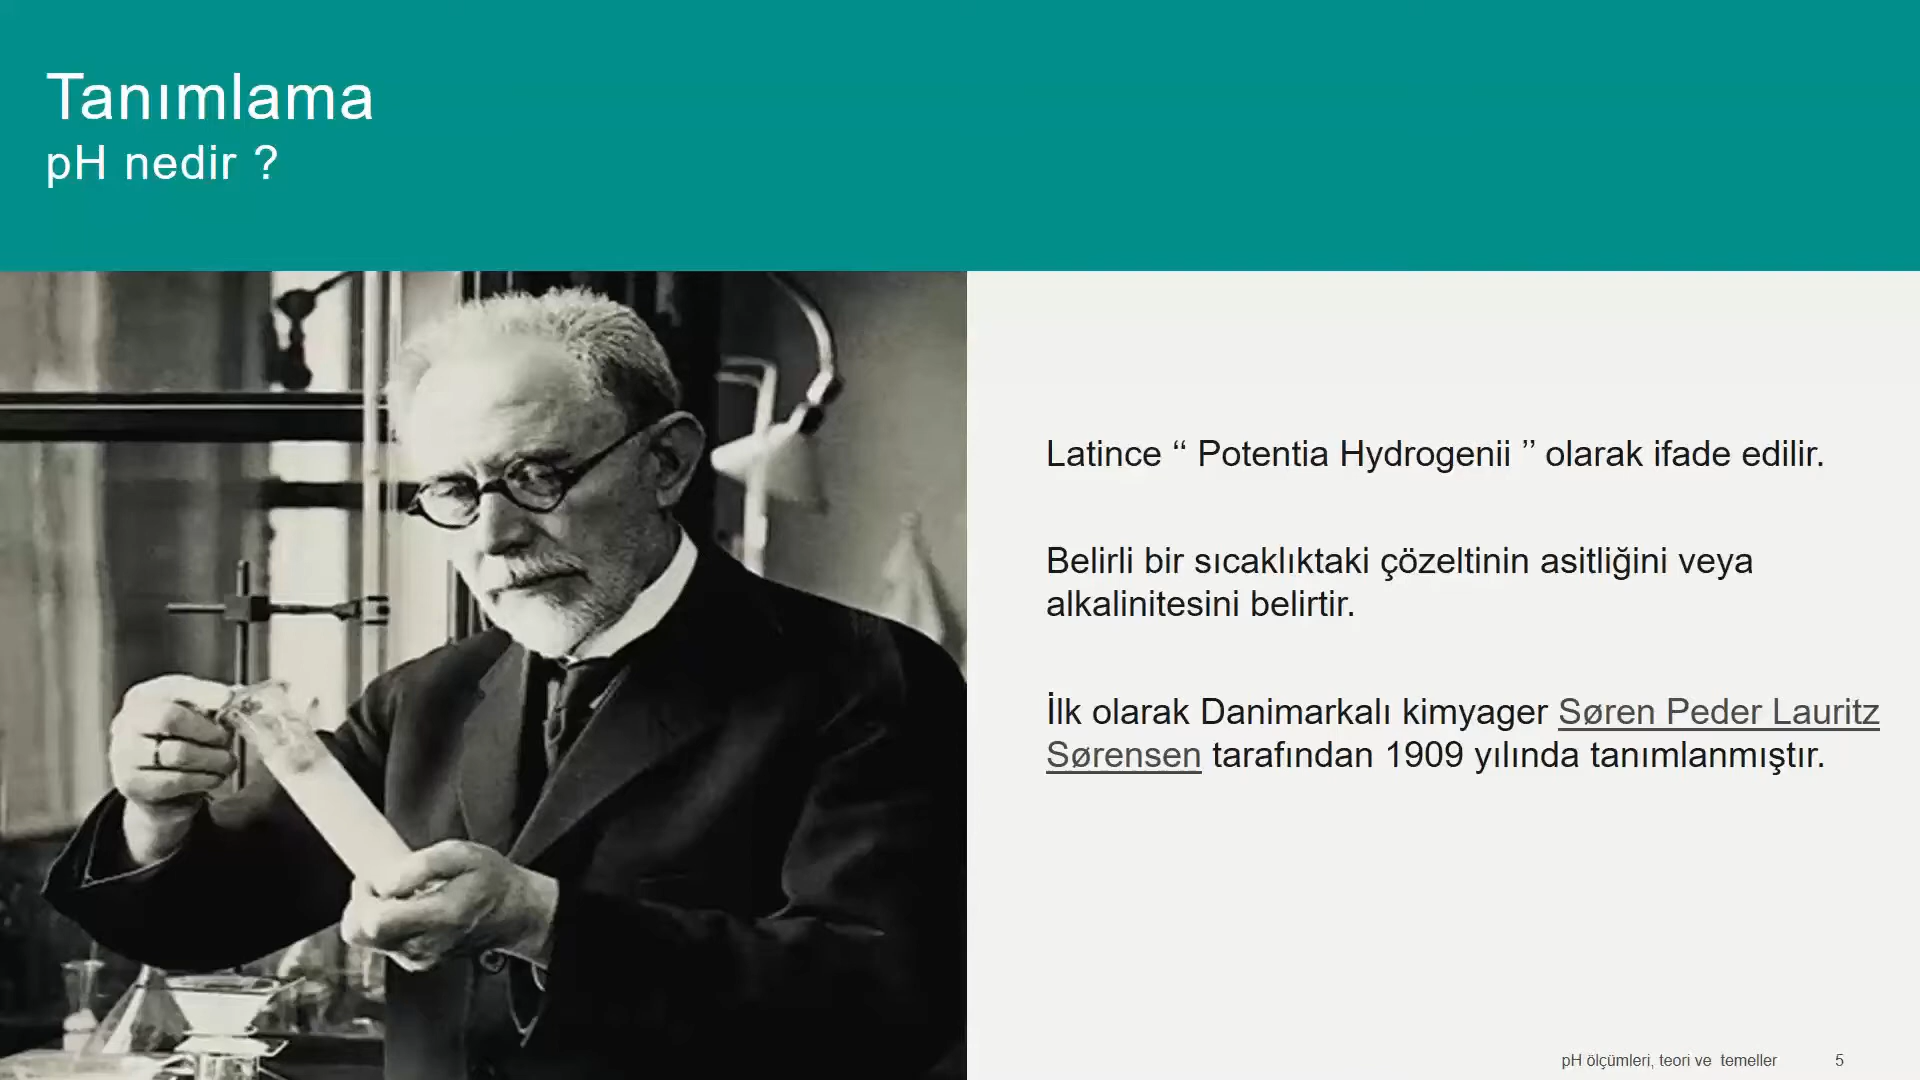 Tanımlama
pH nedir ?
Latince “ Potentia Hydrogenii ” olarak ifade edilir.
Belirli bir sıcaklıktaki çözeltinin asitliğini veya
alkalinitesini belirtir.
İlk olarak Danimarkalı kimyager Søren Peder Lauritz
Sørensen tarafından 1909 yılında tanımlanmıştır.
pH ölçümleri, teori ve temeller 5